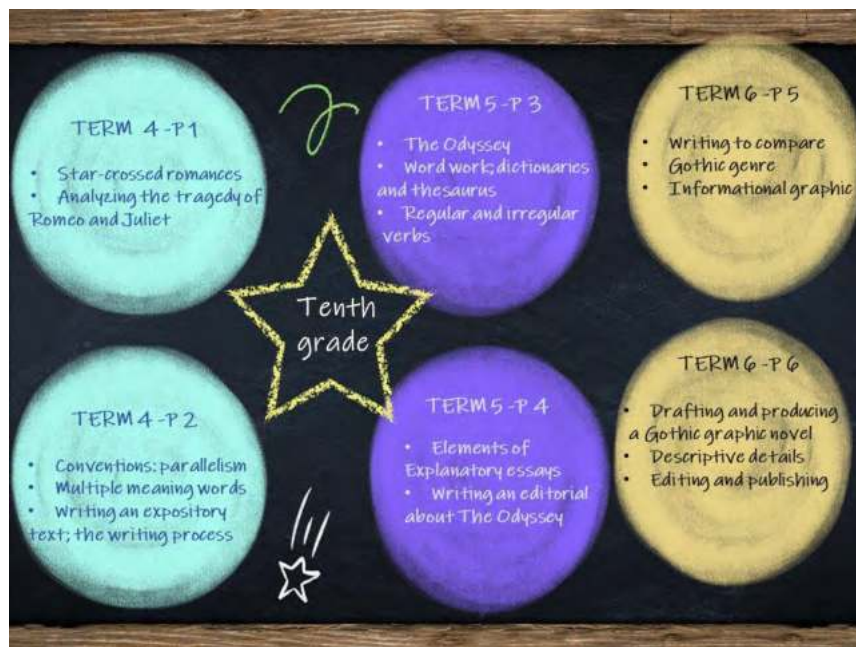 TERM 4 -P 1
• Star-crossed romances
• Analyzing the tragedy of
Romeo and Juliet
TERM 4 -P 2
• Conventions: parallelism
• Multiple meaning words
• Writing an expository
text; the writing process
Tenth
grade
TERM 5 -P 3
• The Odyssey
• Word work; dictionaries
and thesaurus
• Regular and irregular
verbs
TERM 5 -P 4
• Elements of
Explanatory essays
• Writing an editorial
about The Odyssey
TERM 6 -P 5
• Writing to compare
• Gothic genre
• Informational graphic
TERM 6 -P 6
• Drafting and producing
a Gothic graphic novel
• Descriptive details
• Editing and publishing